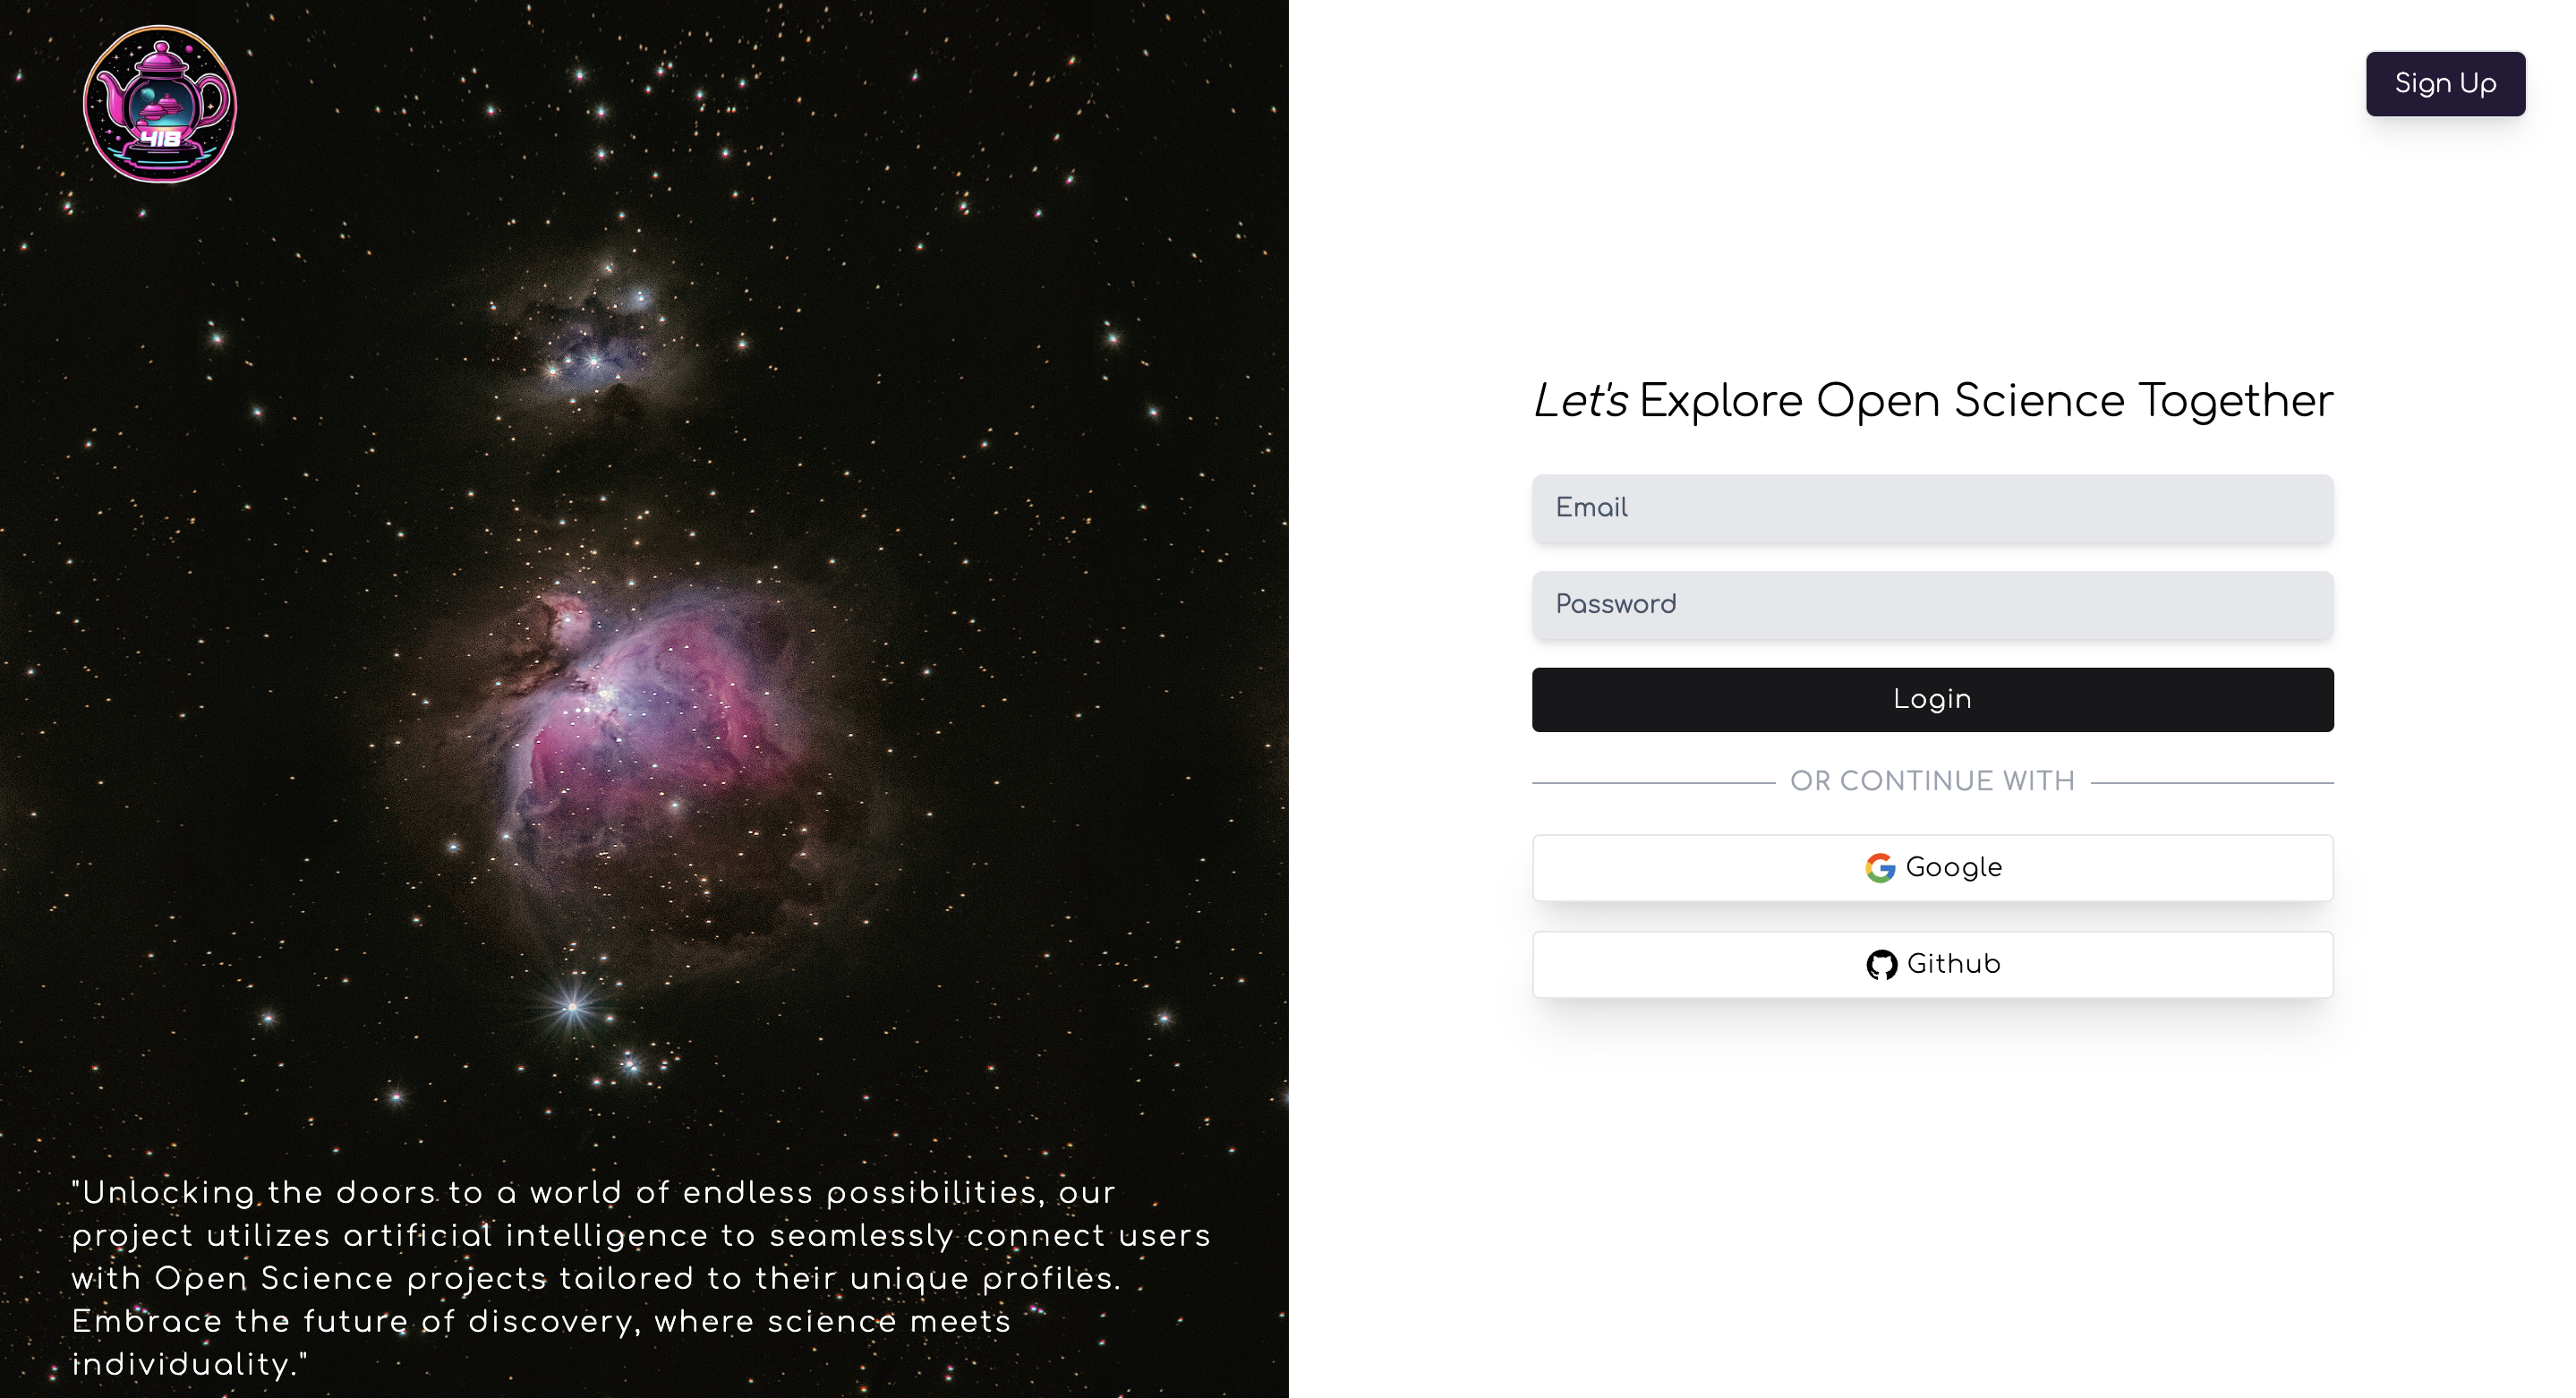 418
Sign Up
Let's Explore Open Science Together
Email
Password
Login
OR CONTINUE WITH
Google
Github
"Unlocking the doors to a world of endless possibilities, our
project utilizes artificial intelligence to seamlessly connect users
with Open Science projects tailored to their unique profiles.
Embrace the future of discovery, where science meets
individuality."